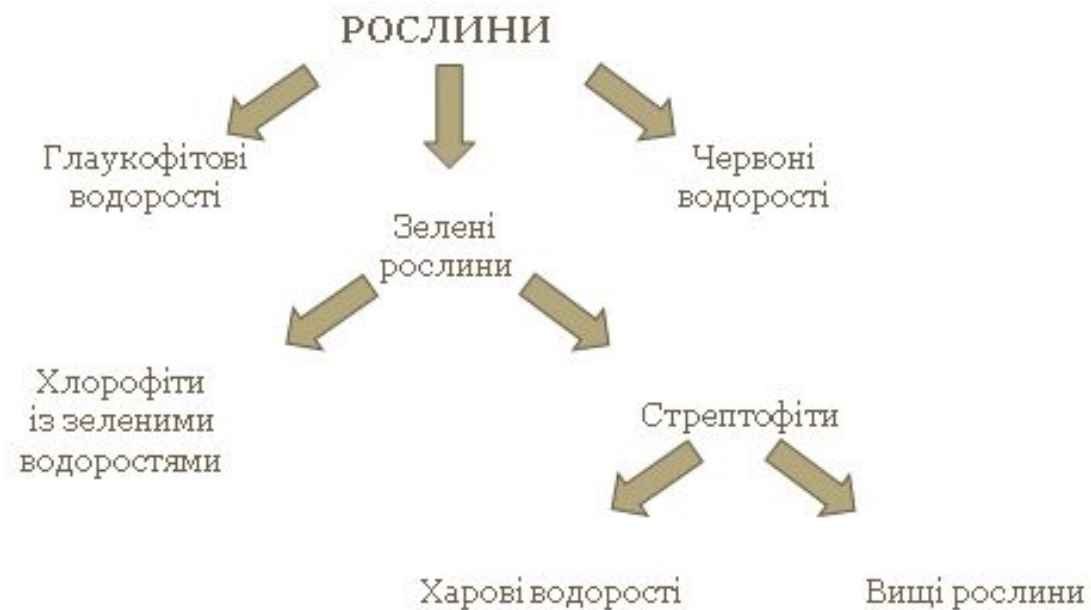 РОСЛИНИ
Глаукофітові
водорості
Червоні
водорості
Зелені
рослини
Хлорофіти
із зеленими
водоростями
Стрептофіти
Харові водорості
Вищі рослини